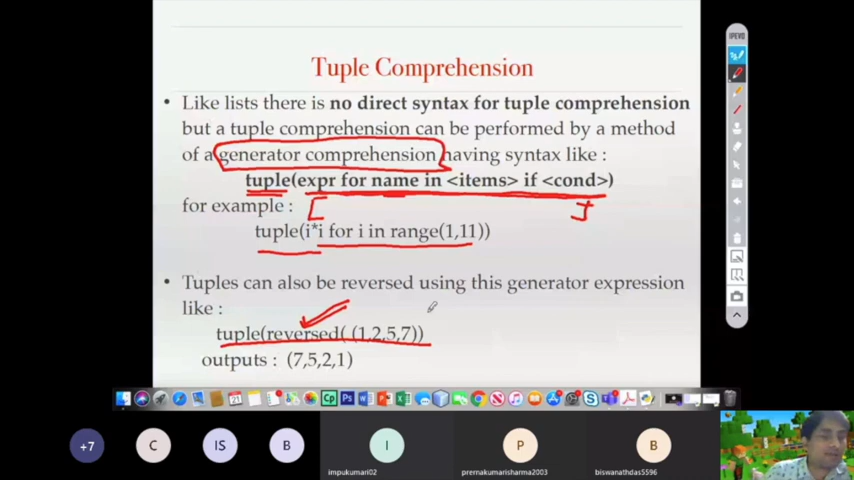 IPEVO
Tuple Comprehension
• Like lists there is no direct syntax for tuple comprehension
but a tuple comprehension can be performed by a method
of a generator comprehension having syntax like :
tuple(expr for name in <items> if <cond>)
for example :
[ ]
tuple(i*i for i in range(1,11))
• Tuples can also be reversed using this generator expression
like :
tuple(reversed( (1,2,5,7))
outputs : (7,5,2,1)
+7
C
IS
B
I
P
B
impukumari02
prernakumarisharma2003
biswanathdas5596